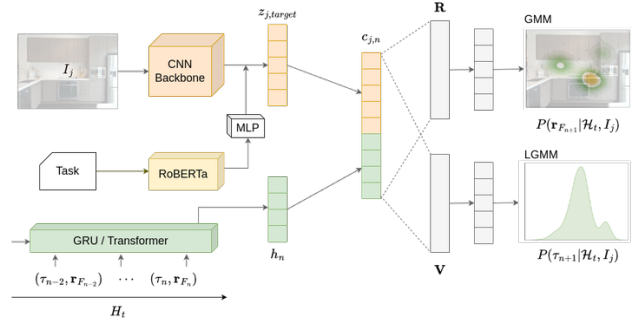 z_{j,target}
R
GMM
I_j
CNN
Backbone
c_{j,n}
P(r_{F_{n+1}}|H_t, I_j)
MLP
Task
RoBERTa
LGMM
GRU / Transformer
h_n
V
P(τ_{n+1}|H_t, I_j)
(τ_{n-2}, r_{F_{n-2}}) ··· (τ_n, r_{F_n})
H_t